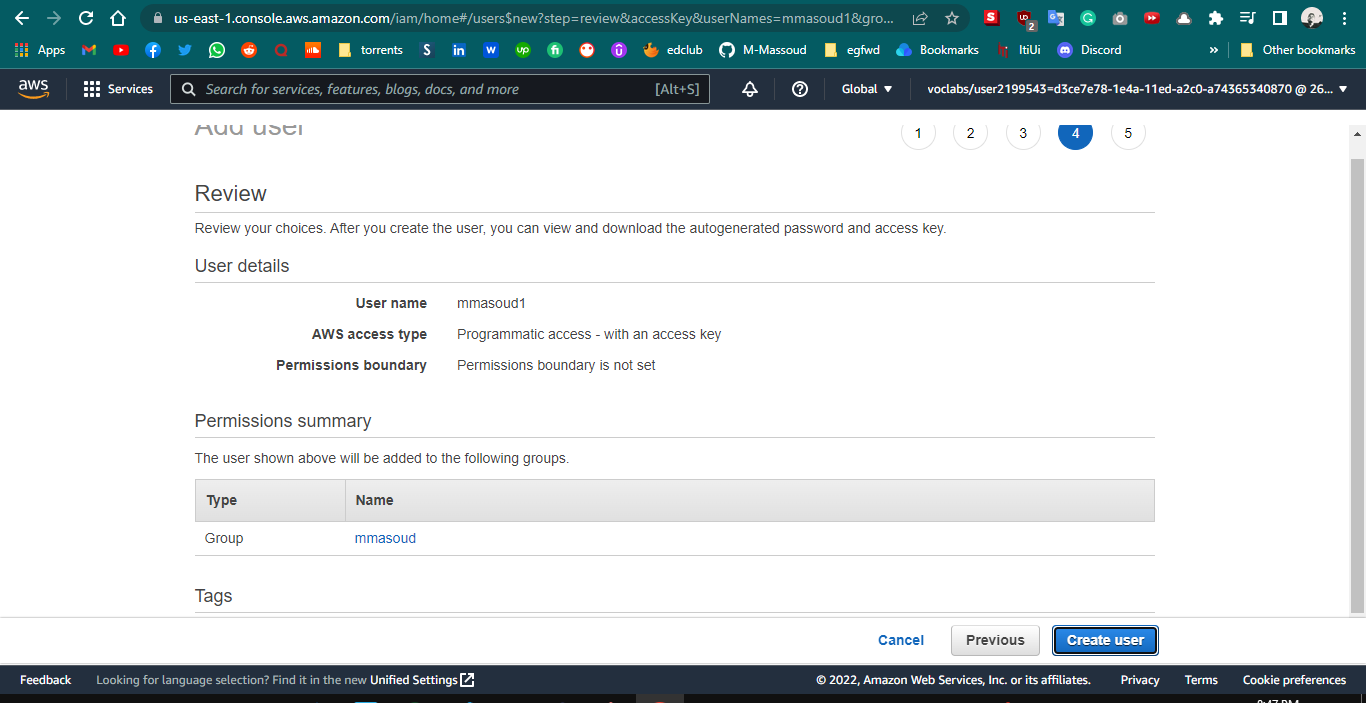 us-east-1.console.aws.amazon.com/iam/home#/users$new?step=review&accessKey&userNames=mmasoud1&gro...
S
2
Apps torrents S in W up fi edclub M-Massoud egfwd Bookmarks ItiUi Discord » Other bookmarks
aws Services Search for services, features, blogs, docs, and more [Alt+S] Global ▼ voclabs/user2199543=d3ce7e78-1e4a-11ed-a2c0-a74365340870 @ 26... ▼
Add user 1 2 3 4 5
Review
Review your choices. After you create the user, you can view and download the autogenerated password and access key.
User details
User name mmasoud1
AWS access type Programmatic access - with an access key
Permissions boundary Permissions boundary is not set
Permissions summary
The user shown above will be added to the following groups.
Type Name
Group mmasoud
Tags
Cancel Previous Create user
Feedback Looking for language selection? Find it in the new Unified Settings © 2022, Amazon Web Services, Inc. or its affiliates. Privacy Terms Cookie preferences